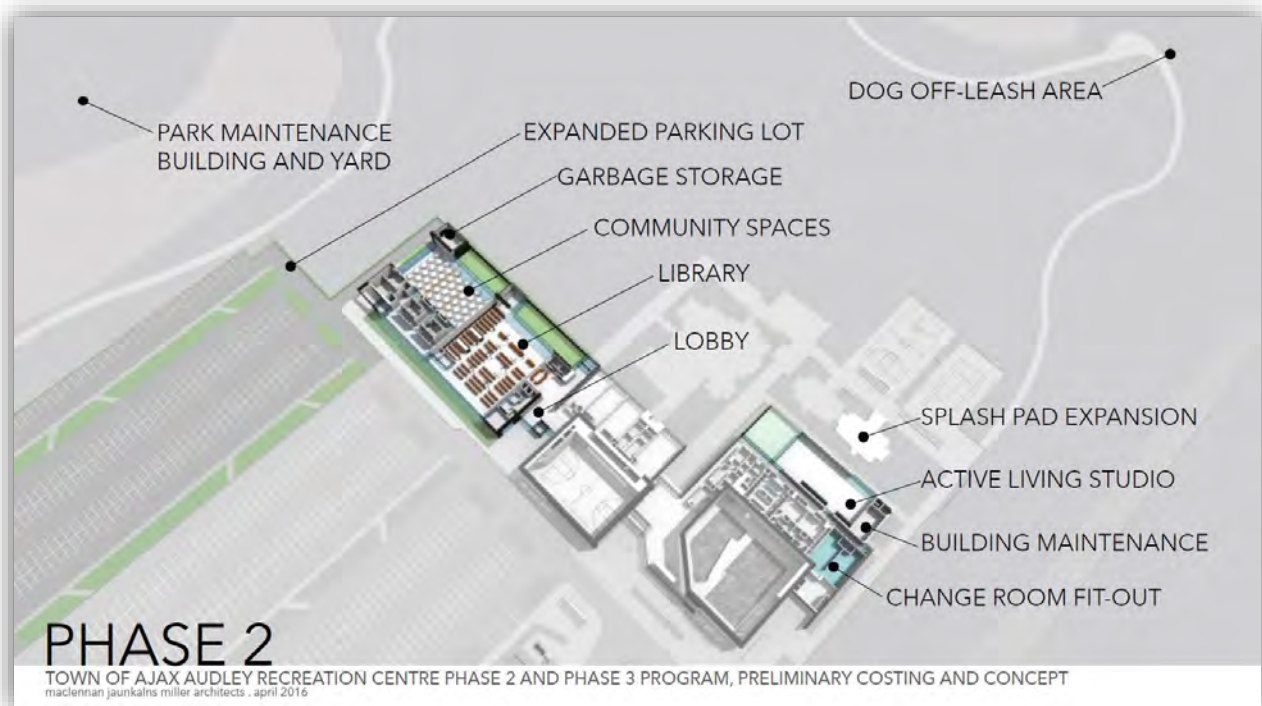 DOG OFF-LEASH AREA
PARK MAINTENANCE
BUILDING AND YARD
EXPANDED PARKING LOT
GARBAGE STORAGE
COMMUNITY SPACES
LIBRARY
LOBBY
SPLASH PAD EXPANSION
ACTIVE LIVING STUDIO
BUILDING MAINTENANCE
CHANGE ROOM FIT-OUT
PHASE 2
TOWN OF AJAX AUDLEY RECREATION CENTRE PHASE 2 AND PHASE 3 PROGRAM, PRELIMINARY COSTING AND CONCEPT
maclennan jaunkalns miller architects . april 2016